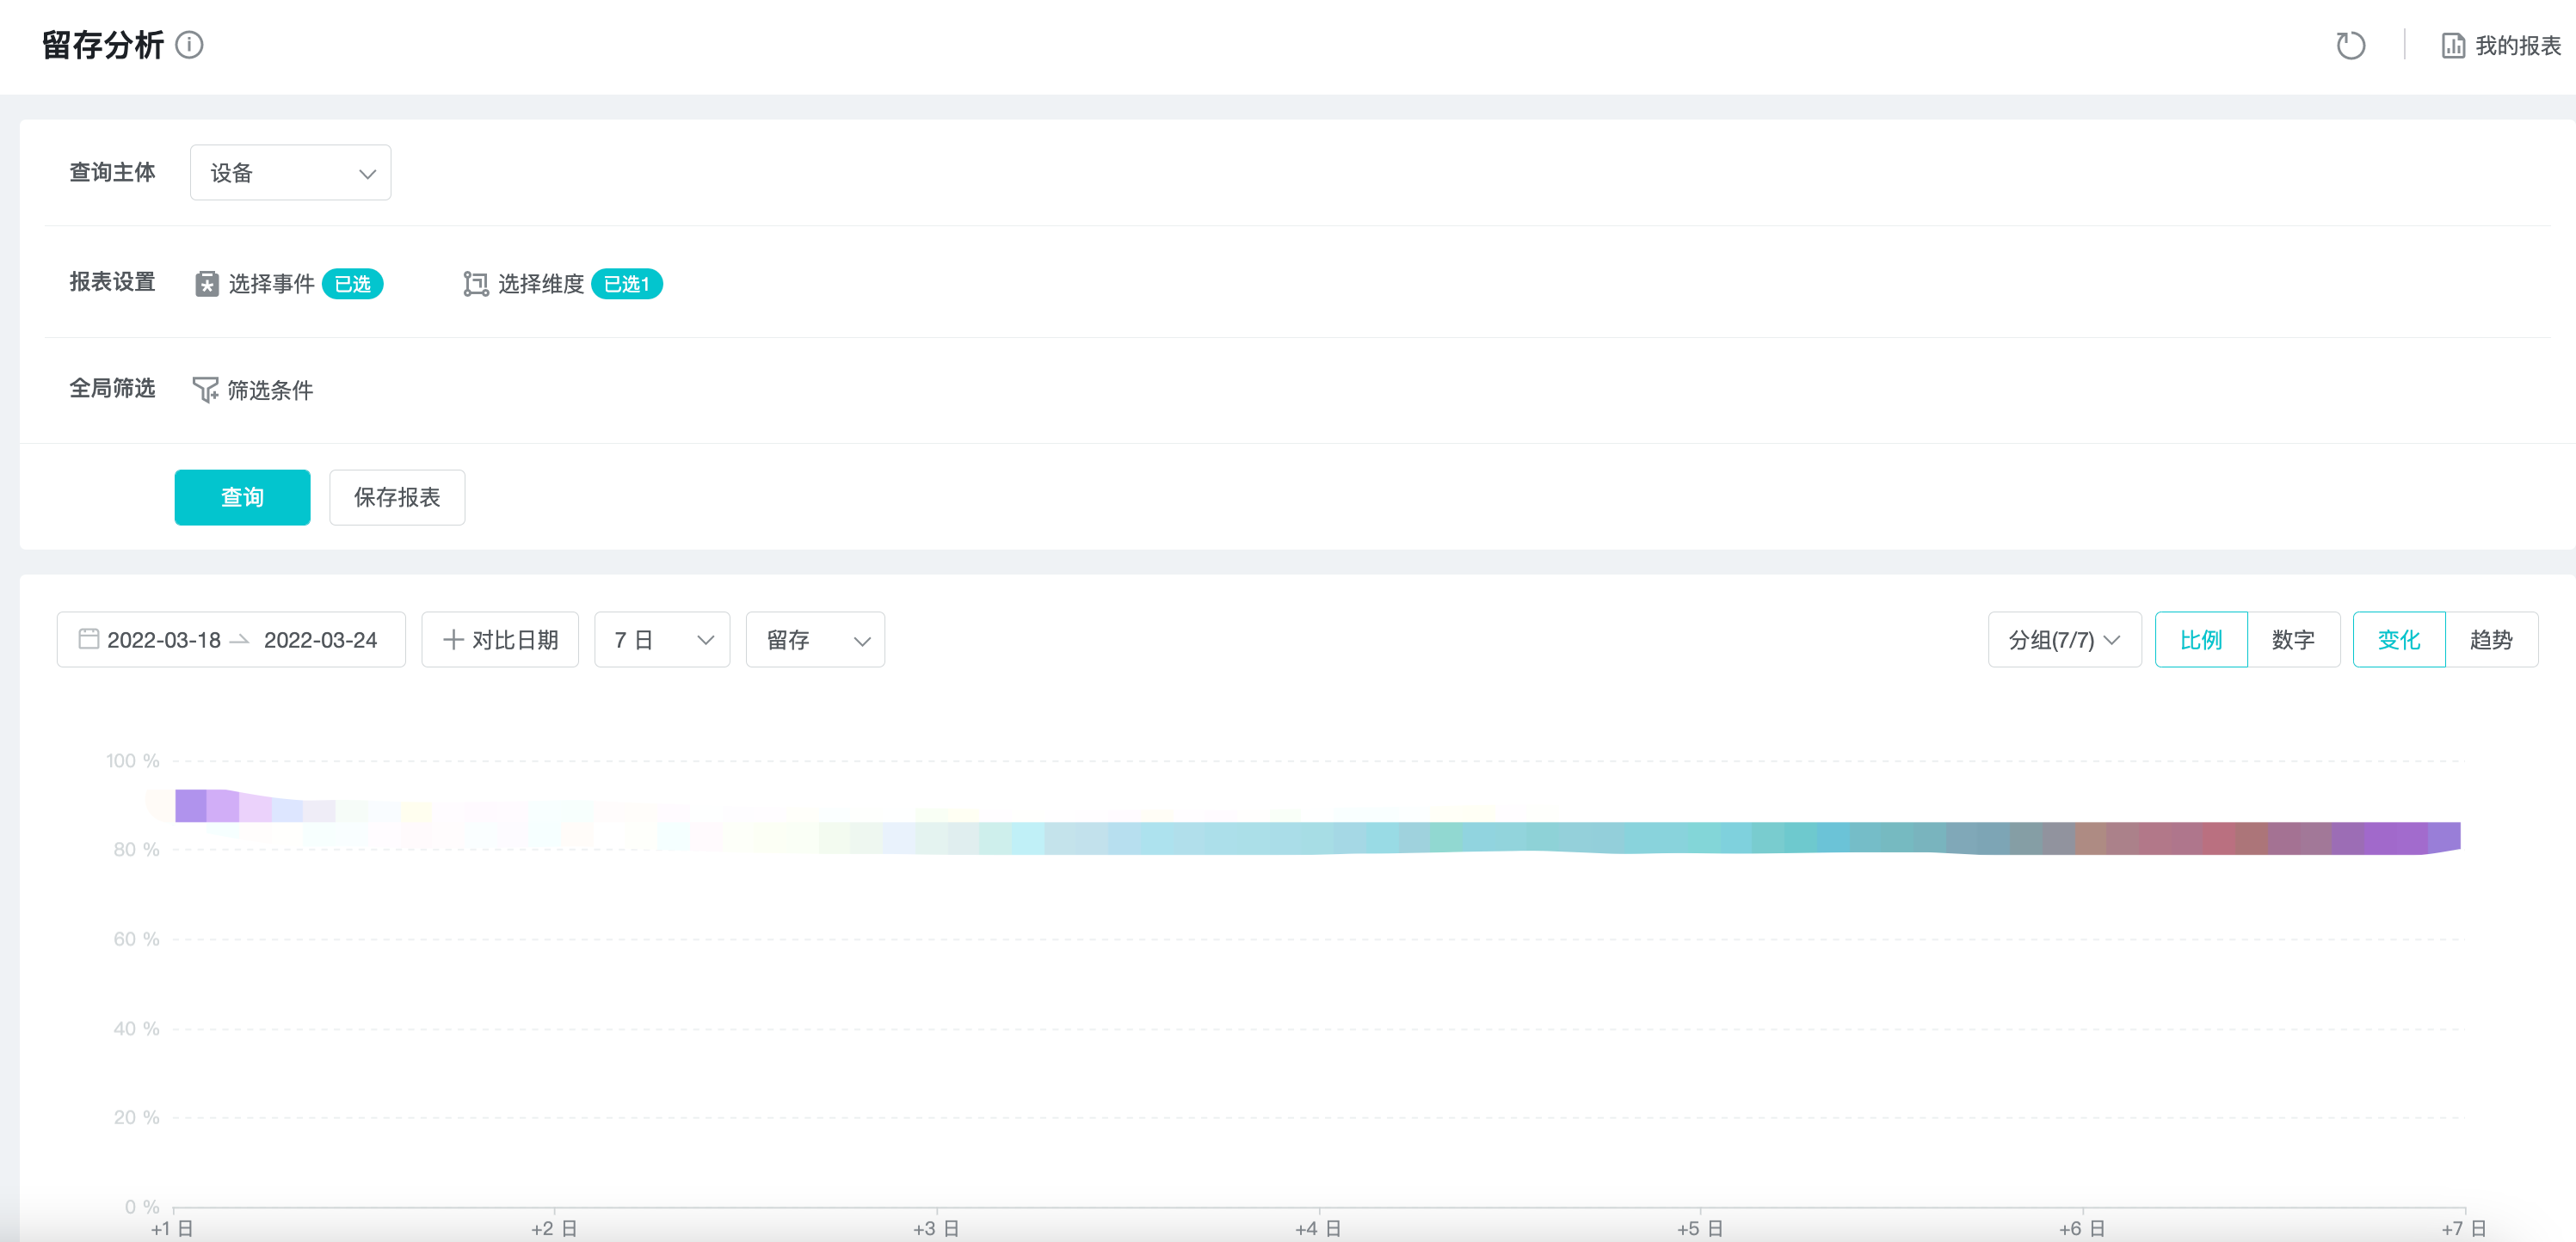 留存分析
我的报表
查询主体 设备
报表设置 选择事件 已选 选择维度 已选1
全局筛选 筛选条件
查询 保存报表
2022-03-18 2022-03-24 对比日期 7 日 留存 分组(7/7) 比例 数字 变化 趋势
100 %
80 %
60 %
40 %
20 %
0 %
+1 日 +2 日 +3 日 +4 日 +5 日 +6 日 +7 日